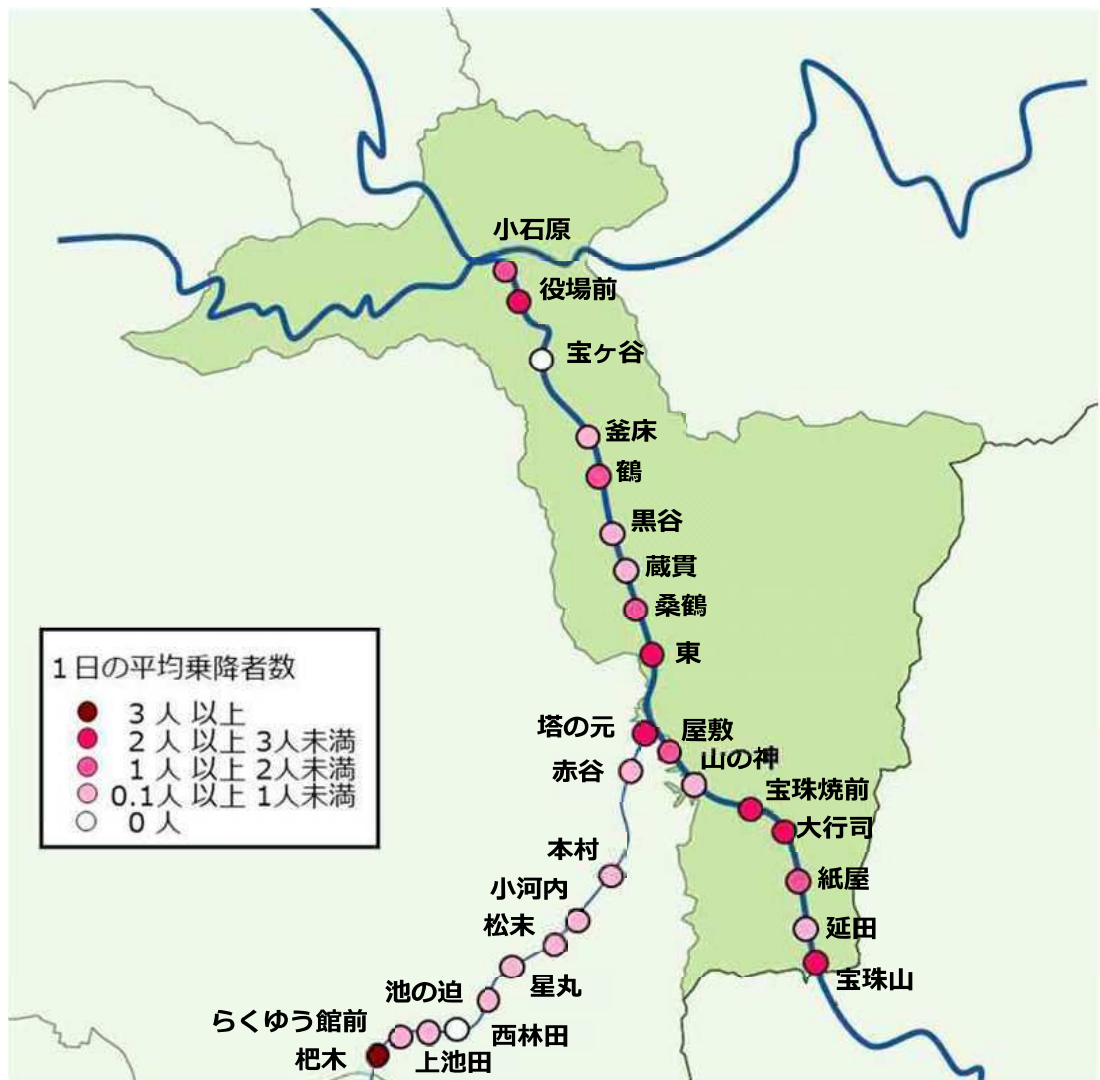 小石原
役場前
宝ヶ谷
釜床
鶴
黒谷
蔵貫
桑鶴
東
塔の元
屋敷
山の神
赤谷
宝珠焼前
大行司
紙屋
延田
宝珠山
本村
小河内
松末
星丸
池の迫
西林田
らくゆう館前
上池田
杷木
1日の平均乗降者数
3人以上
2人以上3人未満
1人以上2人未満
0.1人以上1人未満
0人